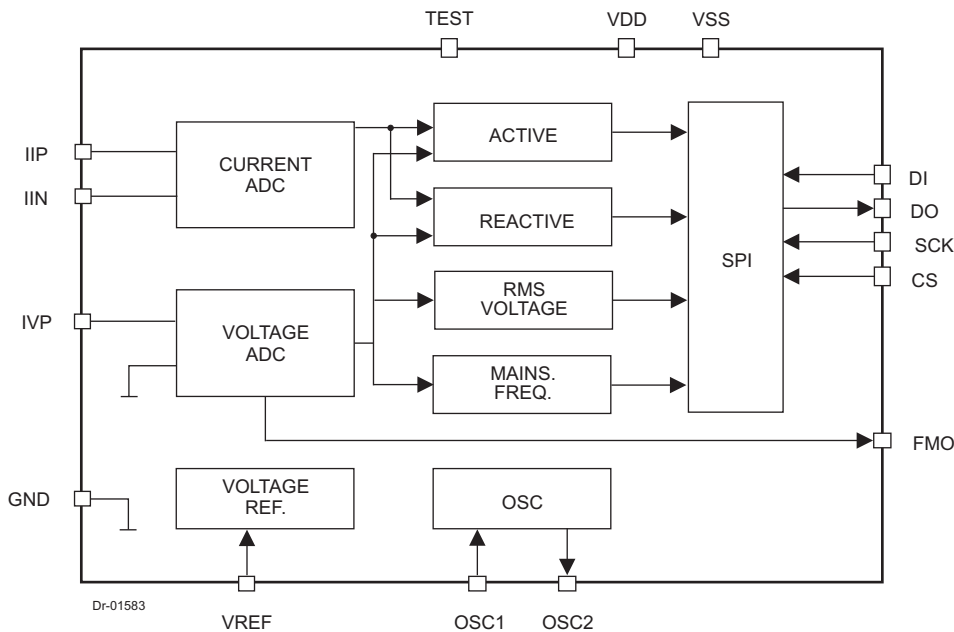 TEST
VDD
VSS
IIP
IIN
CURRENT
ADC
ACTIVE
REACTIVE
SPI
DI
DO
SCK
CS
IVP
VOLTAGE
ADC
RMS
VOLTAGE
MAINS.
FREQ.
FMO
GND
VOLTAGE
REF.
OSC
Dr-01583
VREF
OSC1
OSC2